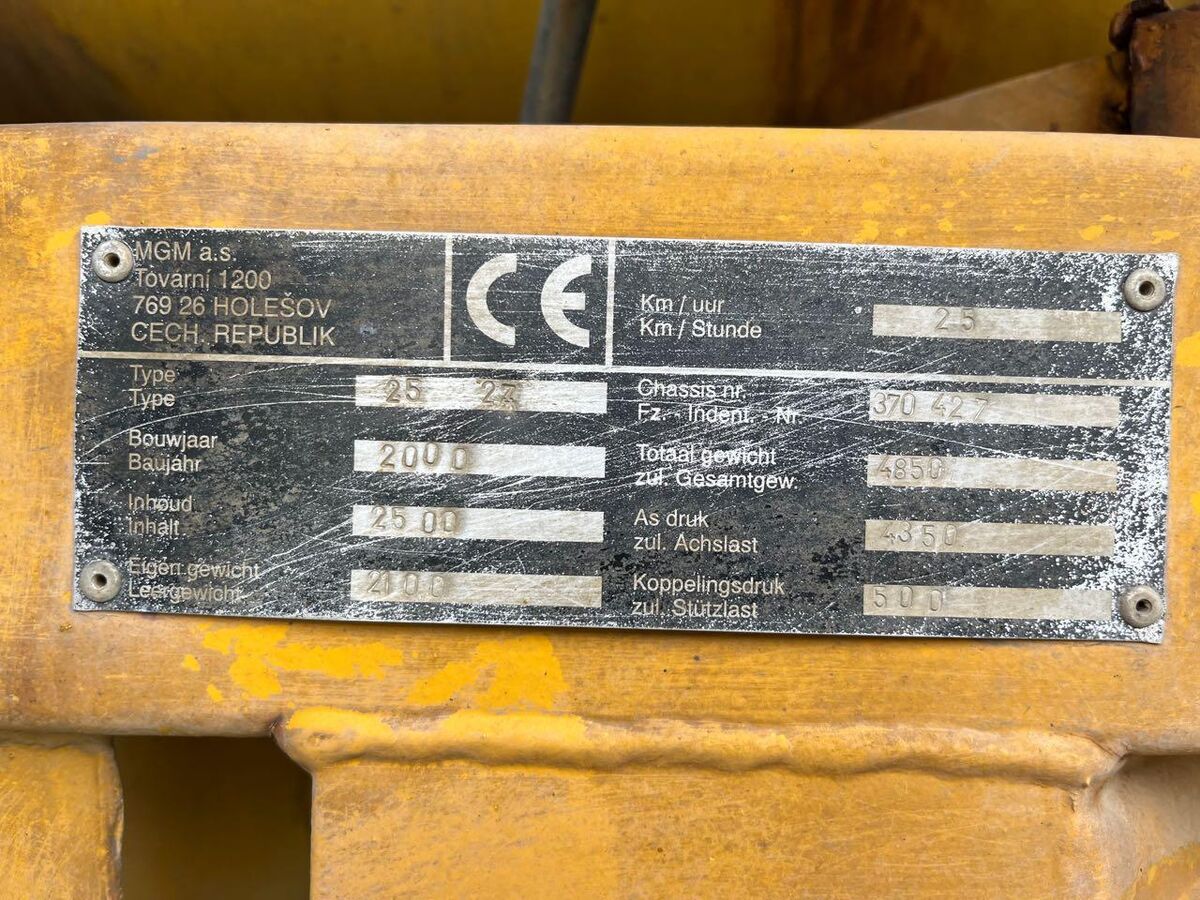 MGM a.s.
Tovární 1200
769 26 HOLEŠOV
CECH. REPUBLIK
CE
Km / uur
Km / Stunde
25
Type
Type
25 23
Bouwjaar
Baujahr
2000
Inhoud
Inhalt
2500
Eigen gewicht
Leergewicht
2100
Chassis nr.
Fz. - Indent. - Nr.
370 427
Totaal gewicht
zul. Gesamtgew.
4850
As druk
zul. Achslast
4350
Koppelingsdruk
zul. Stützlast
500